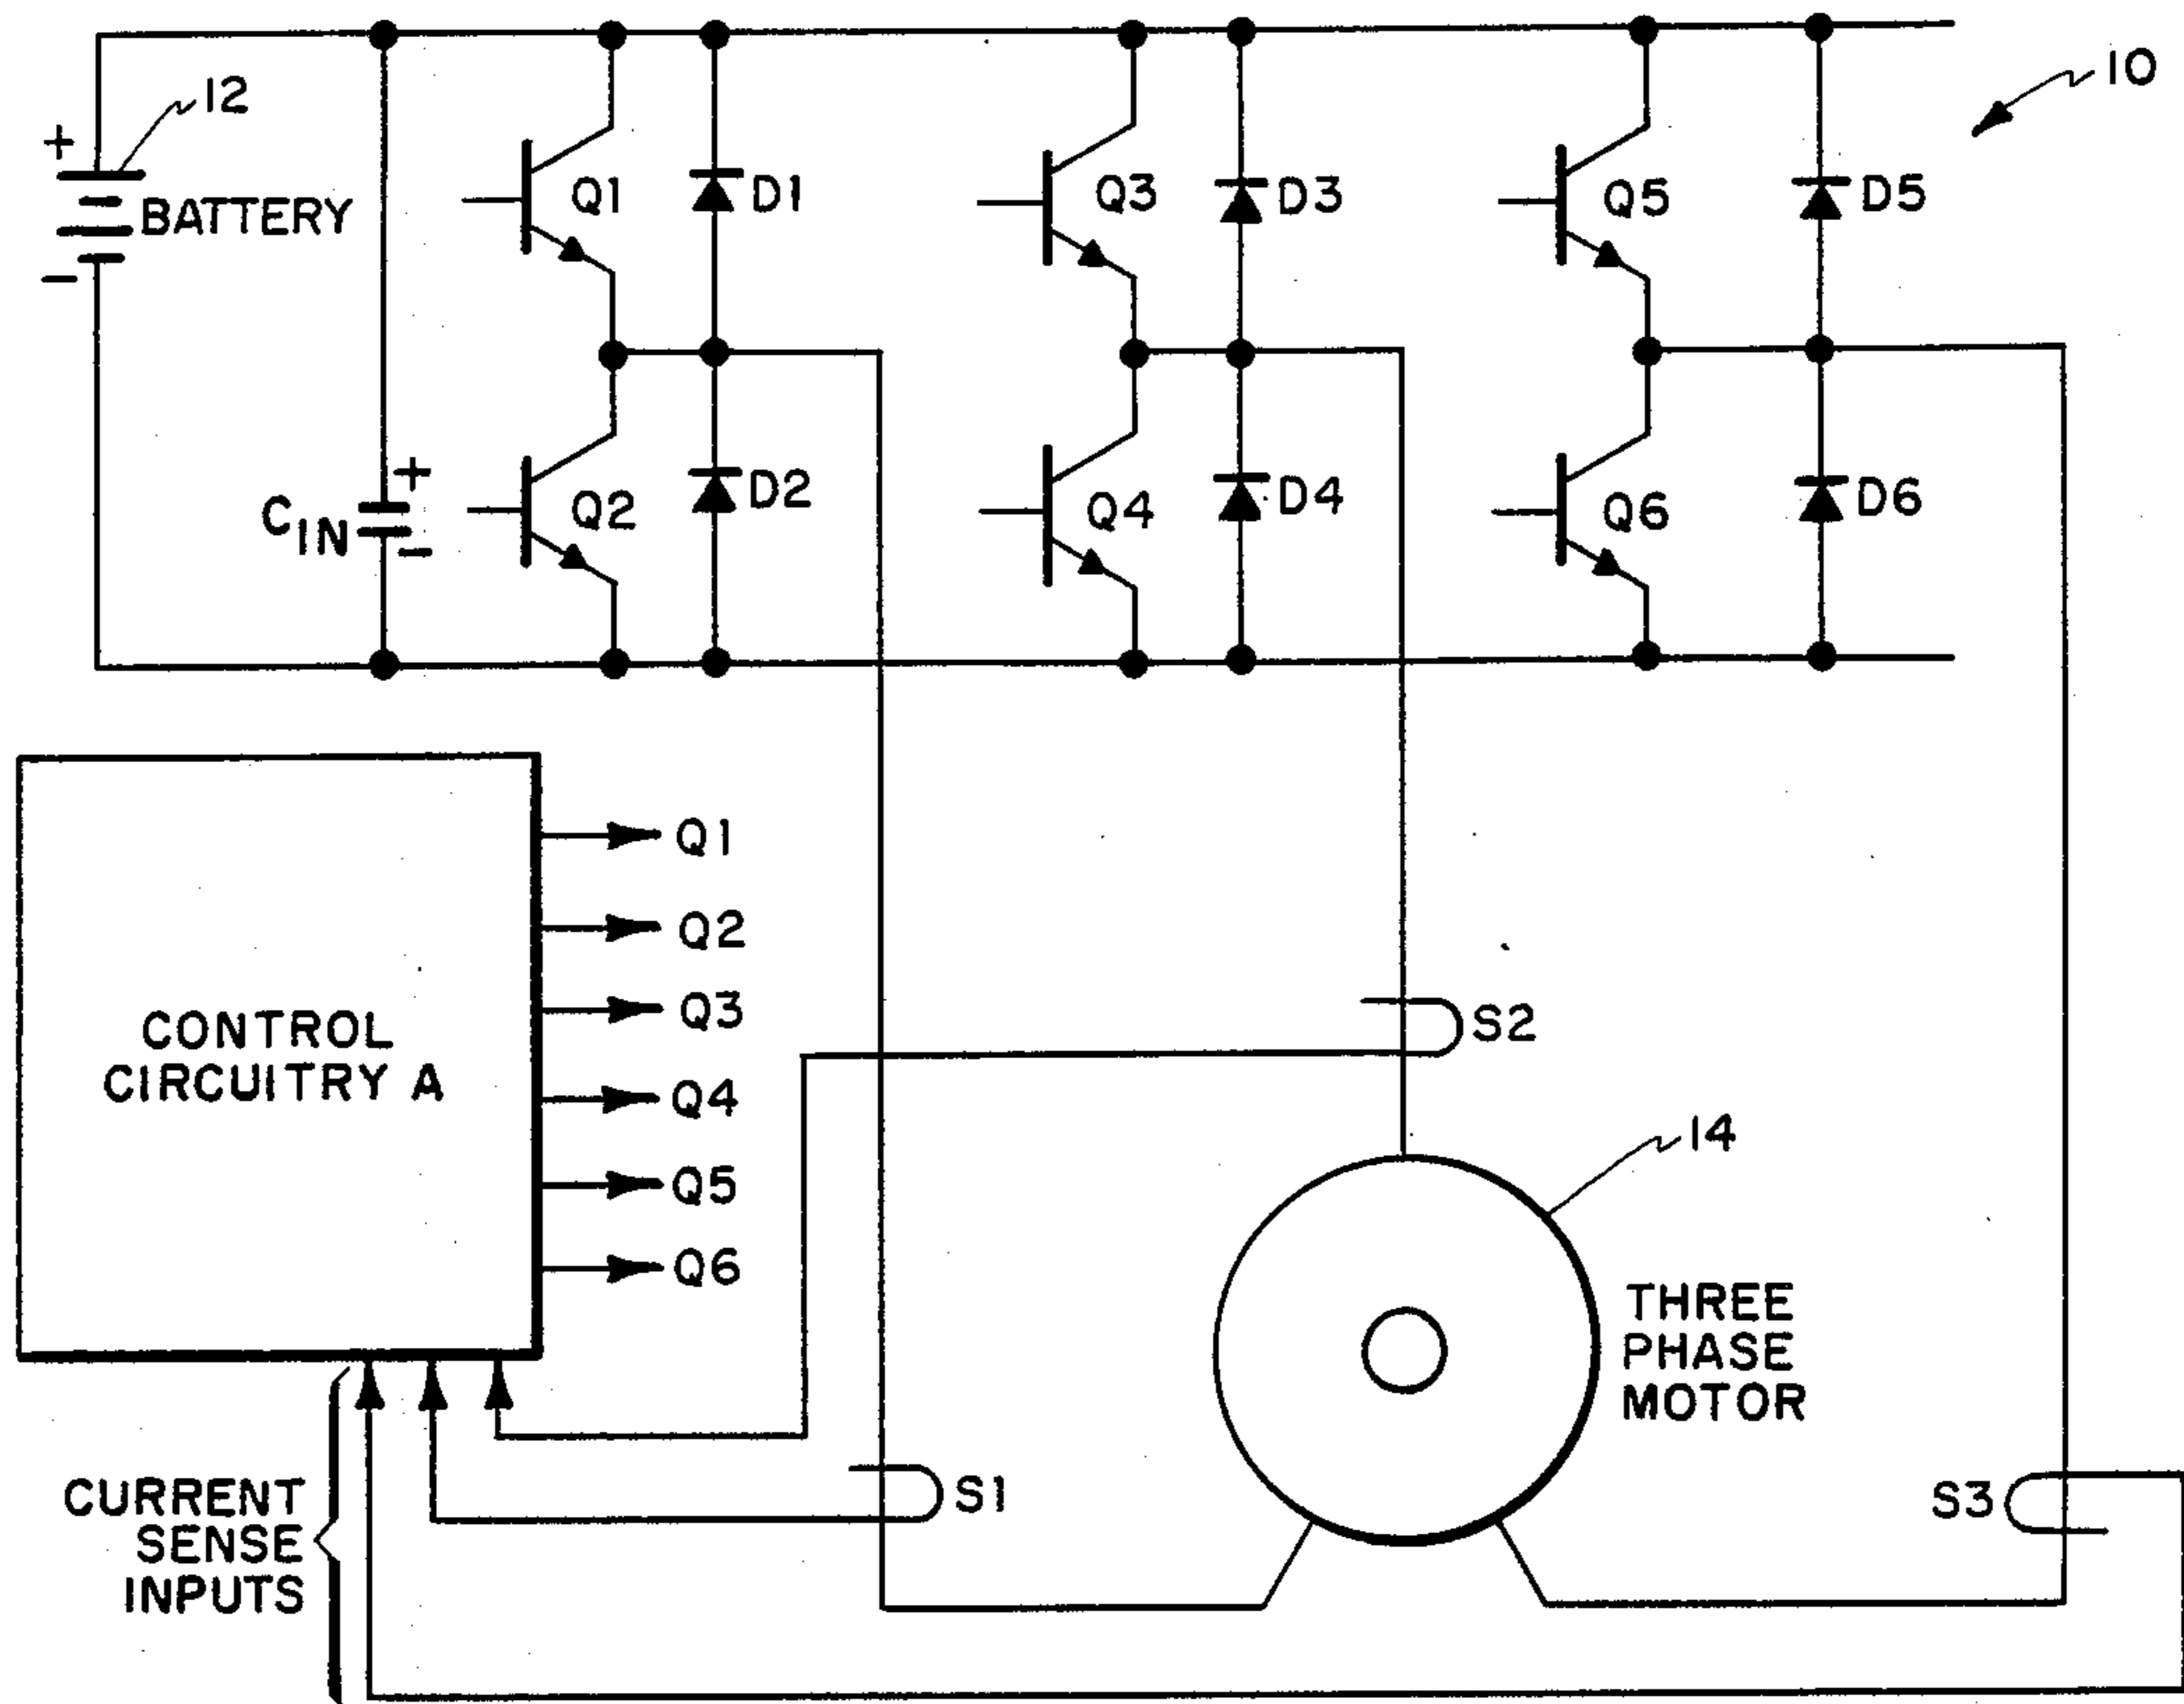 10
12
+
BATTERY
-
Q1
D1
Q3
D3
Q5
D5
+
CIN
-
Q2
D2
Q4
D4
Q6
D6
CONTROL
CIRCUITRY A
Q1
Q2
Q3
Q4
Q5
Q6
S2
14
THREE
PHASE
MOTOR
CURRENT
SENSE
INPUTS
S1
S3